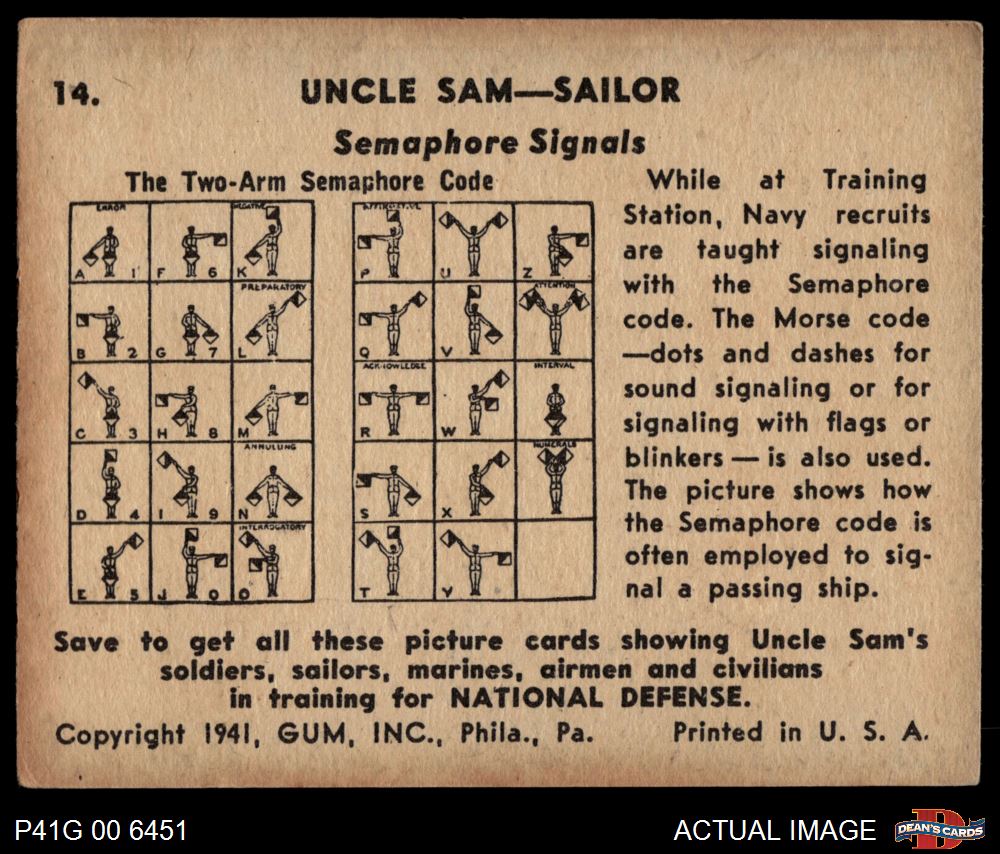 14.
UNCLE SAM—SAILOR
Semaphore Signals
The Two-Arm Semaphore Code
ERROR
A 1
F 6
NEGATIVE
K
B 2
G 7
PREPARATORY
L
C 3
H 8
M
D 4
I 9
ANNULLING
N
E 5
J 0
INTERROGATORY
O
AFFIRMATIVE
P
U
Z
Q
V
ATTENTION
ACKNOWLEDGE
R
W
INTERVAL
S
X
NUMERALS
T
Y
While at Training
Station, Navy recruits
are taught signaling
with the Semaphore
code. The Morse code
—dots and dashes for
sound signaling or for
signaling with flags or
blinkers — is also used.
The picture shows how
the Semaphore code is
often employed to sig-
nal a passing ship.
Save to get all these picture cards showing Uncle Sam's
soldiers, sailors, marines, airmen and civilians
in training for NATIONAL DEFENSE.
Copyright 1941, GUM, INC., Phila., Pa.
Printed in U. S. A.
P41G 00 6451
ACTUAL IMAGE
D
DEAN'S CARDS